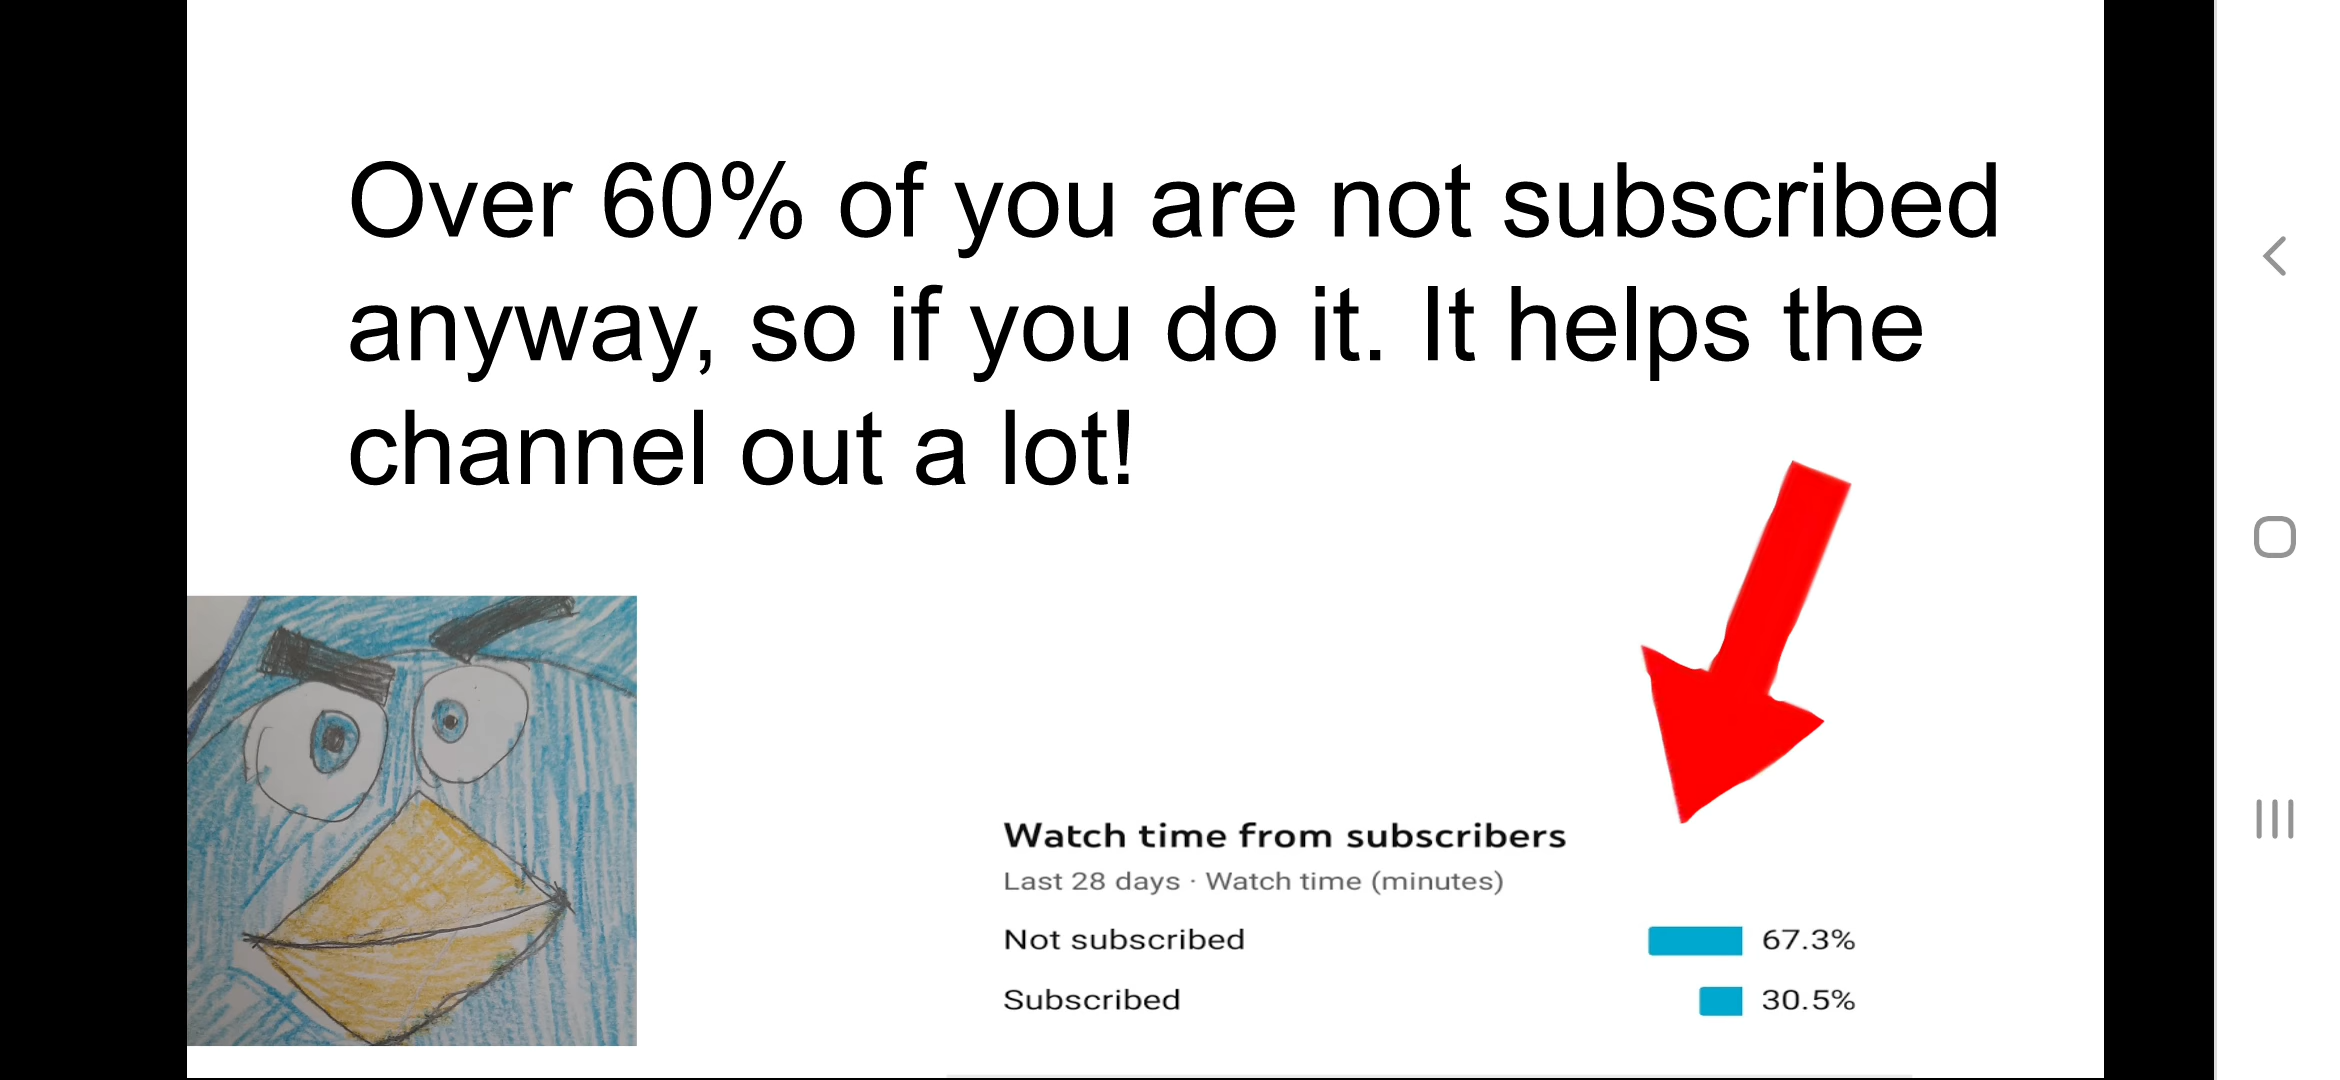 Over 60% of you are not subscribed
anyway, so if you do it. It helps the
channel out a lot!
Watch time from subscribers
Last 28 days · Watch time (minutes)
Not subscribed 67.3%
Subscribed 30.5%